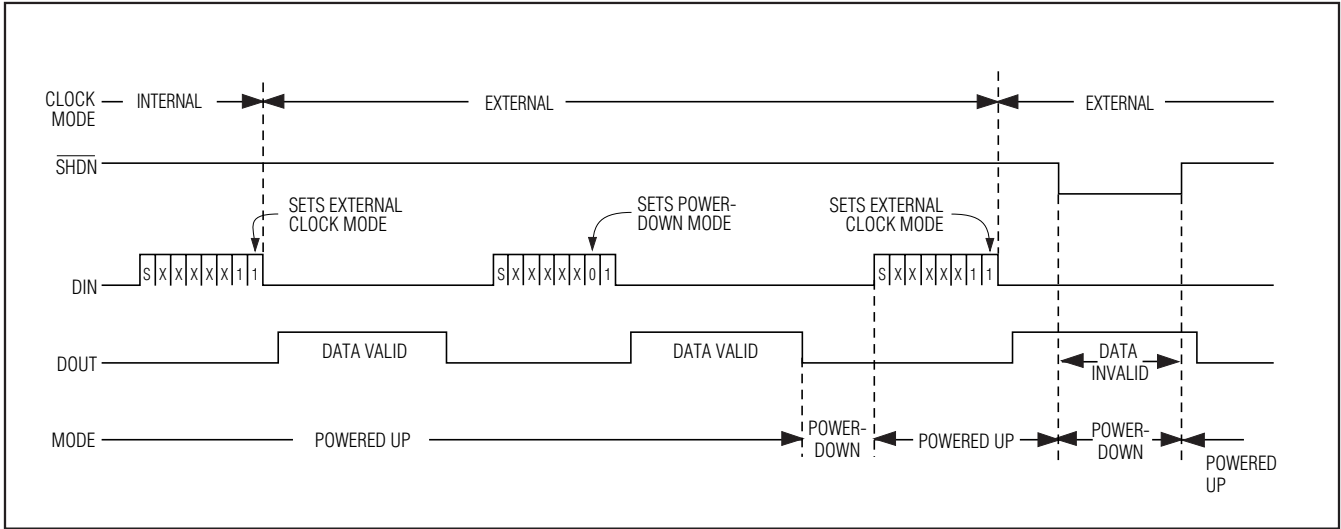 CLOCK
MODE
INTERNAL
EXTERNAL
EXTERNAL
SHDN
SETS EXTERNAL
CLOCK MODE
SETS POWER-
DOWN MODE
SETS EXTERNAL
CLOCK MODE
DIN
S X X X X X 1 1
S X X X X X 0 1
S X X X X X 1 1
DOUT
DATA VALID
DATA VALID
DATA
INVALID
MODE
POWERED UP
POWER-
DOWN
POWERED UP
POWER-
DOWN
POWERED
UP